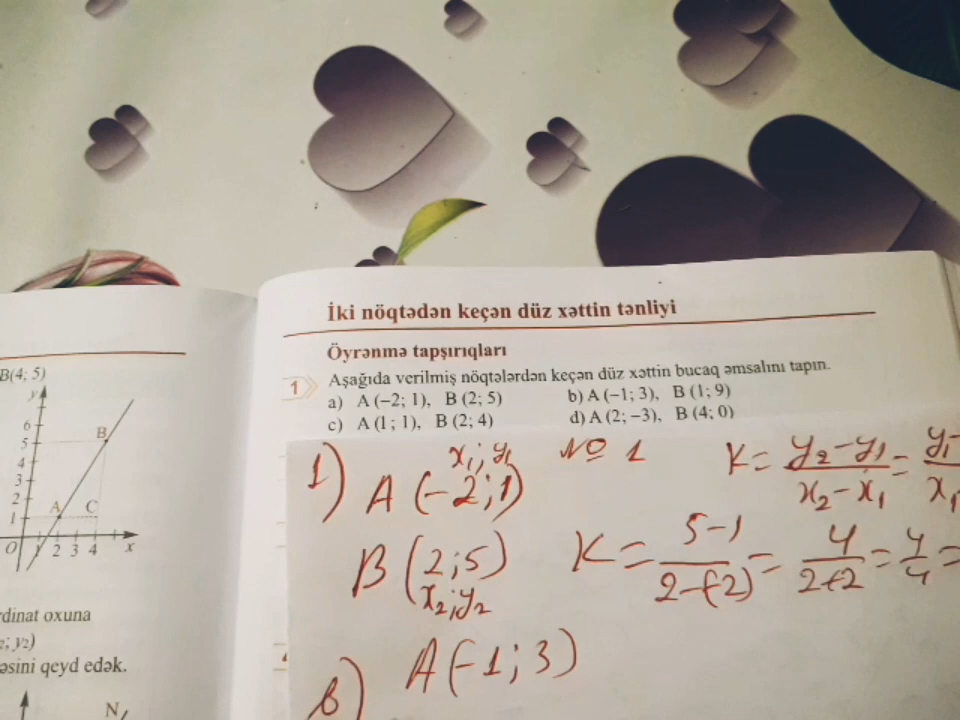 B(4; 5)
y
6
5
4
3
2
1
B
A
C
O
1 2 3 4
x
rdinat oxuna
; y₂)
əsini qeyd edək.
N
İki nöqtədən keçən düz xəttin tənliyi
Öyrənmə tapşırıqları
1 Aşağıda verilmiş nöqtələrdən keçən düz xəttin bucaq əmsalını tapın.
a) A (−2; 1), B (2; 5) b) A (−1; 3), B (1; 9)
c) A (1; 1), B (2; 4) d) A (2; −3), B (4; 0)
x₁; y₁ № 1
1) A (-2; 1) K = y₂-y₁/x₂-x₁ = y₁-/x₁
B (2; 5) K = 5-1/2-(-2) = 4/2+2 = 4/4 =
x₂; y₂
b) A (-1; 3)